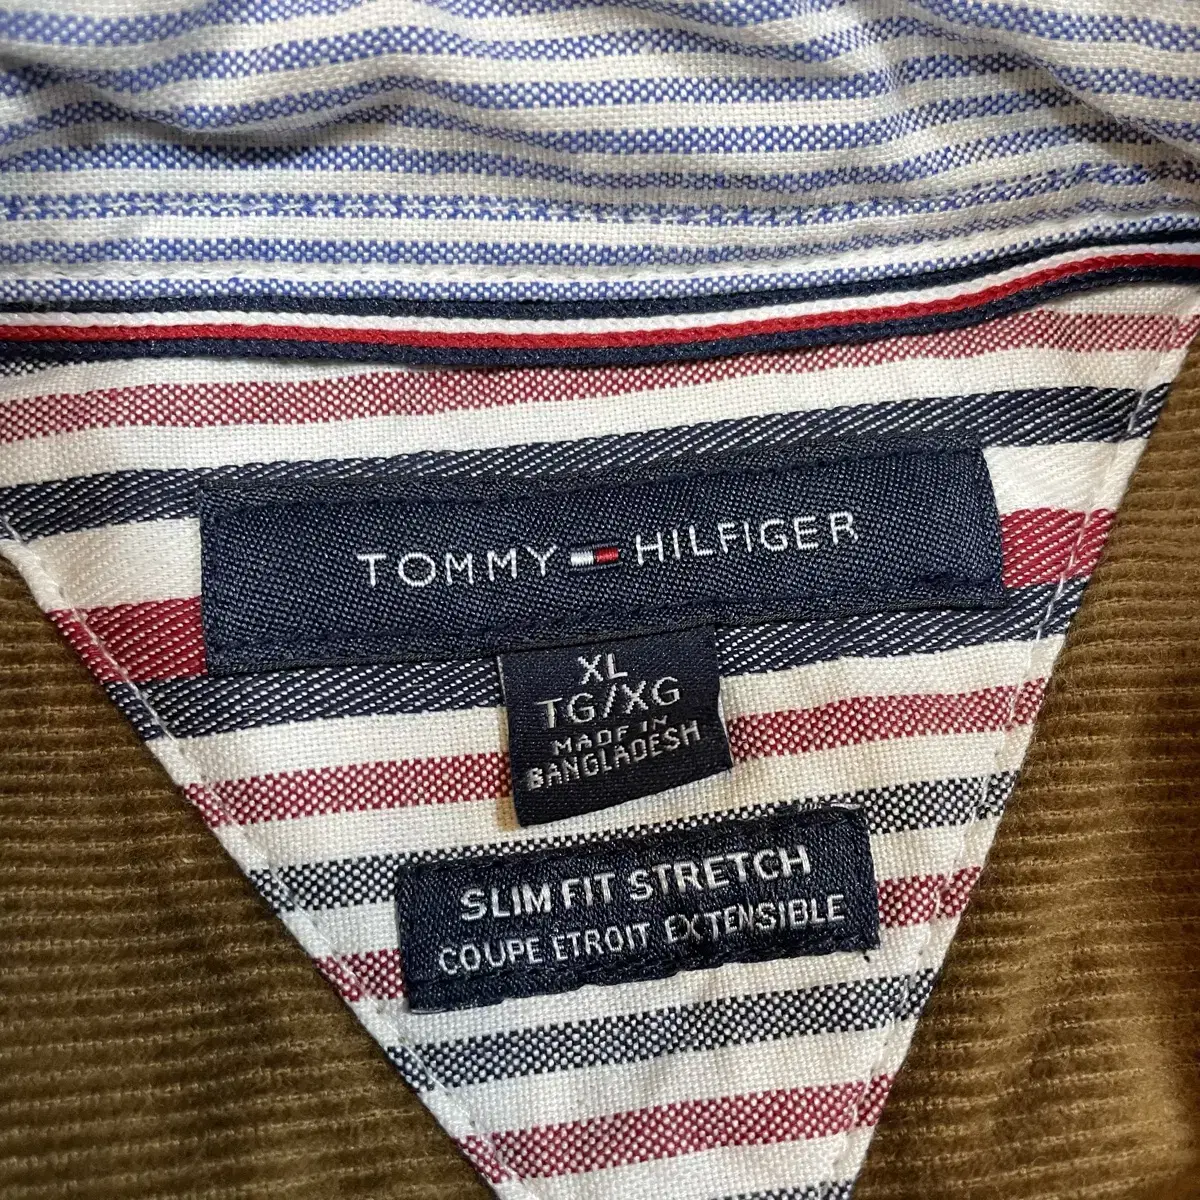 TOMMY HILFIGER
XL
TG/XG
MADE IN
BANGLADESH
SLIM FIT STRETCH
COUPE ETROIT EXTENSIBLE